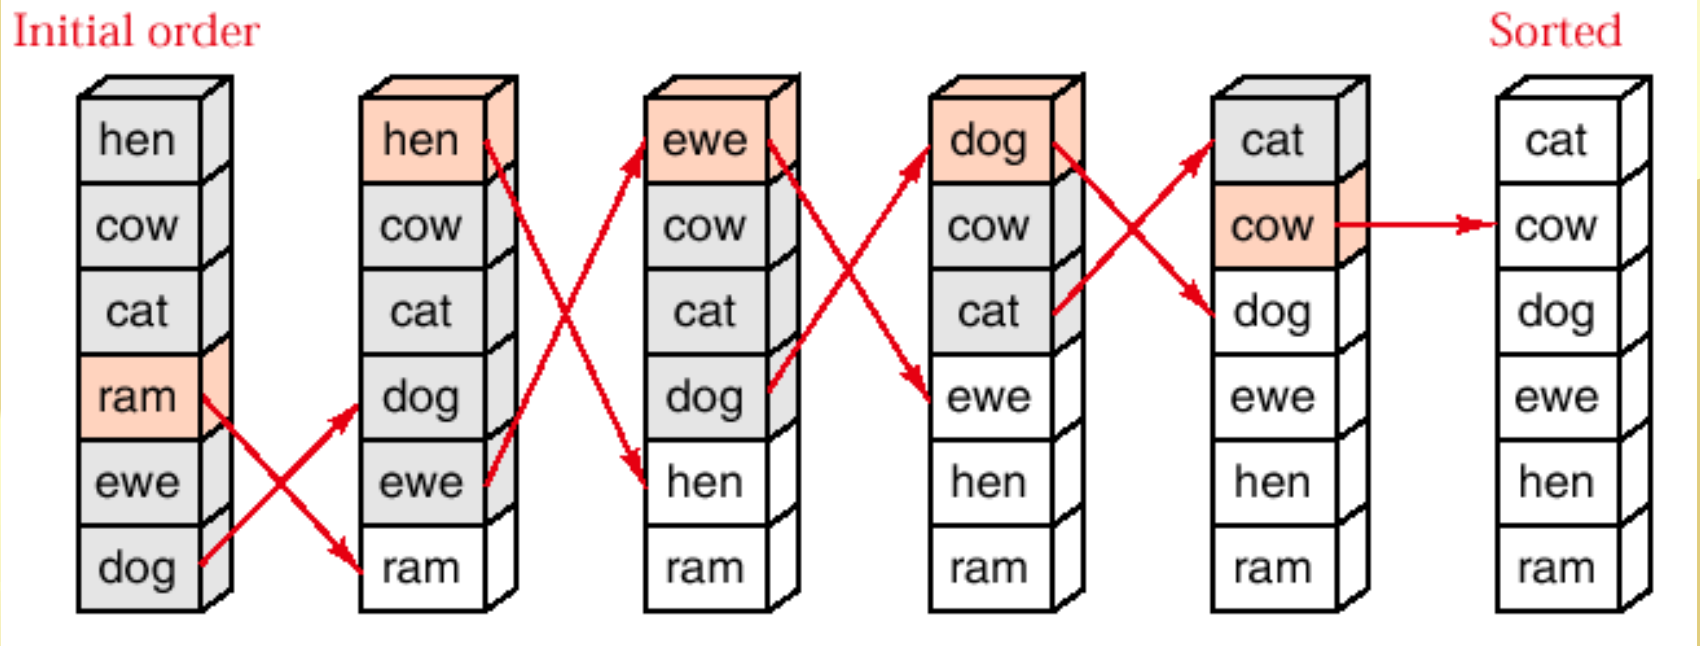 Initial order Sorted
hen hen ewe dog cat cat
cow cow cow cow cow cow
cat cat cat cat dog dog
ram dog dog ewe ewe ewe
ewe ewe hen hen hen hen
dog ram ram ram ram ram